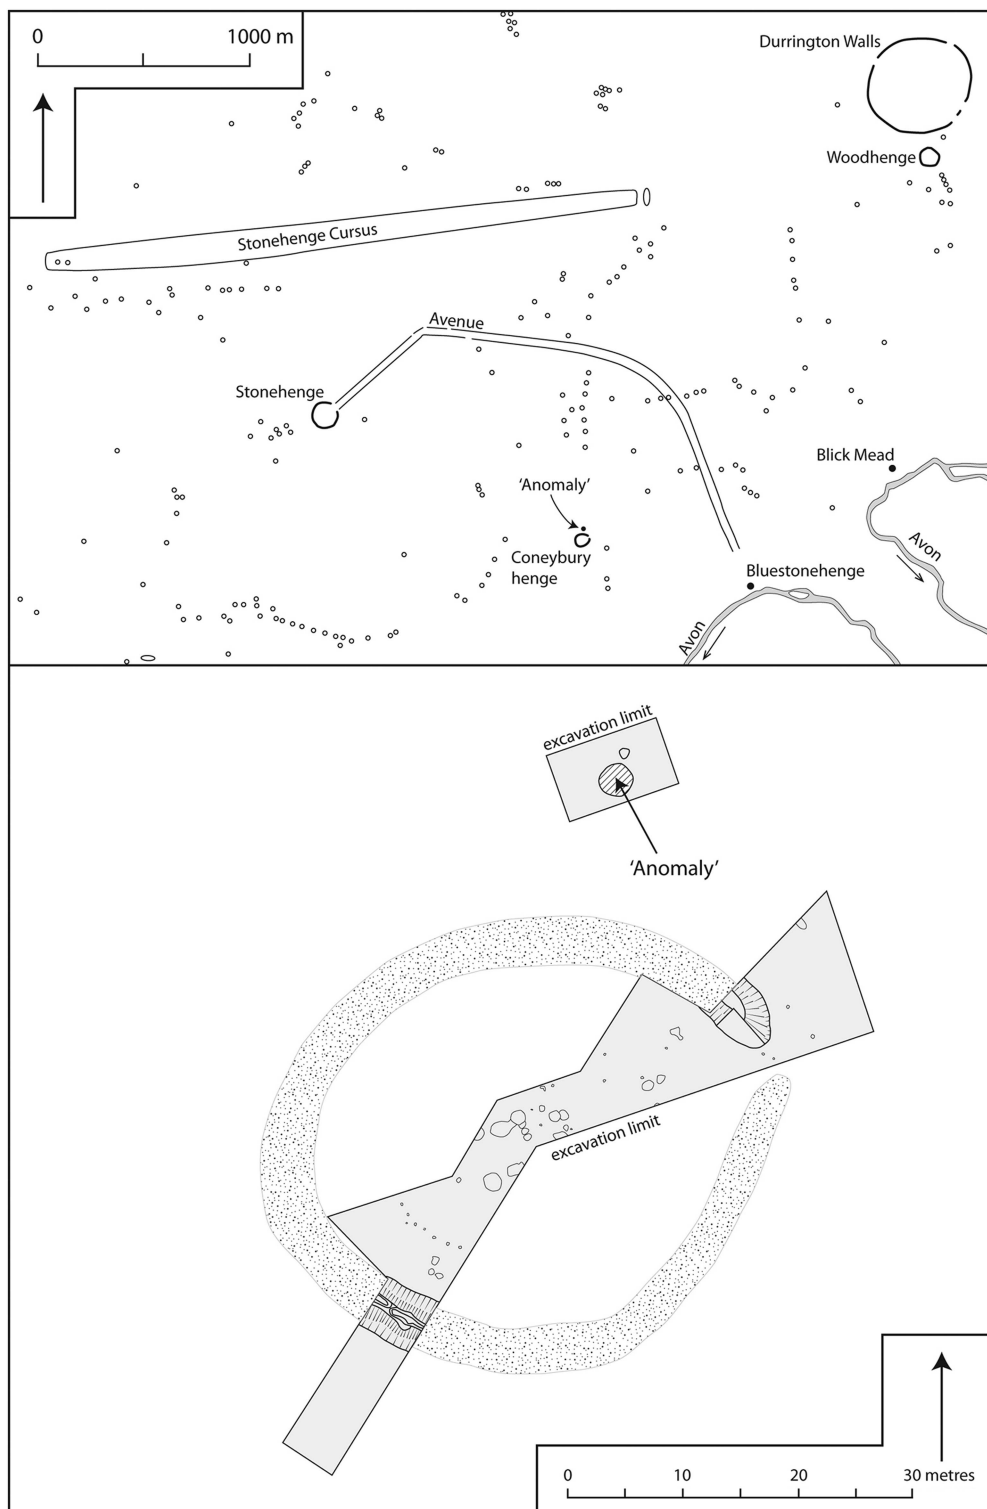 0 1000 m
Durrington Walls
Woodhenge
Stonehenge Cursus
Avenue
Stonehenge
Blick Mead
‘Anomaly’
Avon
Coneybury
henge
Bluestonehenge
Avon
excavation limit
‘Anomaly’
excavation limit
0 10 20 30 metres